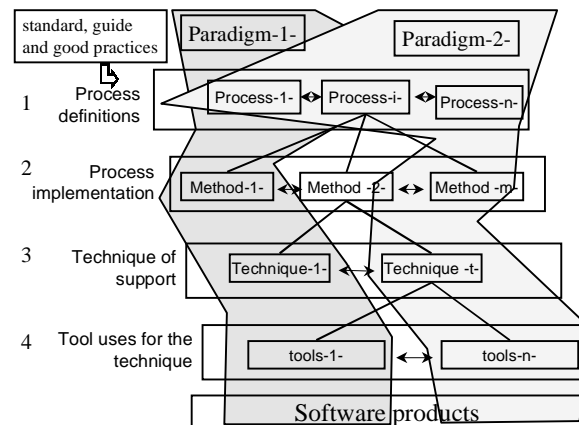 standard, guide
and good practices
Paradigm-1-
Paradigm-2-
1
Process
definitions
Process-1-
Process-i-
Process-n-
2
Process
implementation
Method-1-
Method -2-
Method -m-
3
Technique of
support
Technique-1-
Technique -t-
4
Tool uses for the
technique
tools-1-
tools-n-
Software products